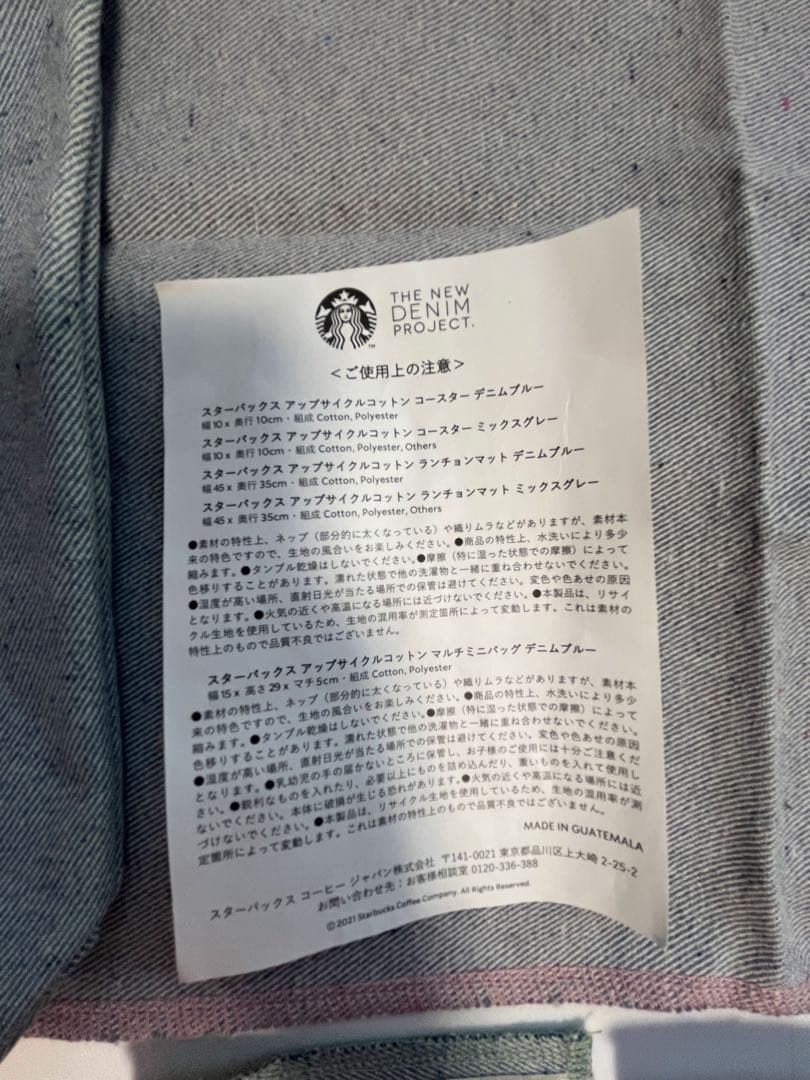 THE NEW
DENIM
PROJECT.
TM
<ご使用上の注意>
スターバックス アップサイクルコットン コースター デニムブルー
幅10x 奥行10cm・組成 Cotton, Polyester
スターバックス アップサイクルコットン コースター ミックスグレー
幅10x 奥行10cm・組成 Cotton, Polyester, Others
スターバックス アップサイクルコットン ランチョンマット デニムブルー
幅45x 奥行35cm・組成 Cotton, Polyester
スターバックス アップサイクルコットン ランチョンマット ミックスグレー
幅45x 奥行35cm・組成 Cotton, Polyester, Others
●素材の特性上、ネップ（部分的に太くなっている）や織りムラなどがありますが、素材本
来の特色ですので、生地の風合いをお楽しみください。●商品の特性上、水洗いにより多少
縮みます。●タンブル乾燥はしないでください。●摩擦（特に湿った状態での摩擦）によって
色移りすることがあります。濡れた状態で他の洗濯物と一緒に重ね合わせないでください。
●湿度が高い場所、直射日光が当たる場所での保管は避けてください。変色や色あせの原因
となります。●火気の近くや高温になる場所には近づけないでください。●本製品は、リサイ
クル生地を使用しているため、生地の混用率が測定箇所によって変動します。これは素材の
特性上のもので品質不良ではございません。
スターバックス アップサイクルコットン マルチミニバッグ デニムブルー
幅15x 高さ29x マチ5cm・組成 Cotton, Polyester
●素材の特性上、ネップ（部分的に太くなっている）や織りムラなどがありますが、素材本
来の特色ですので、生地の風合いをお楽しみください。●商品の特性上、水洗いにより多少
縮みます。●タンブル乾燥はしないでください。●摩擦（特に湿った状態での摩擦）によって
色移りすることがあります。濡れた状態で他の洗濯物と一緒に重ね合わせないでください。
●湿度が高い場所、直射日光が当たる場所での保管は避けてください。変色や色あせの原因
となります。●乳幼児の手の届かないところに保管し、お子様のご使用には十分ご注意くだ
さい。●鋭利なものを入れたり、必要以上にものを詰め込んだり、重いものを入れて使用し
ないでください。本体に破損が生じる恐れがあります。●火気の近くや高温になる場所には近
づけないでください。●本製品は、リサイクル生地を使用しているため、生地の混用率が測
定箇所によって変動します。これは素材の特性上のもので品質不良ではございません。
MADE IN GUATEMALA
スターバックス コーヒー ジャパン株式会社 〒141-0021 東京都品川区上大崎 2-25-2
お問い合わせ先：お客様相談室 0120-336-388
©2021 Starbucks Coffee Company. All Rights Reserved.